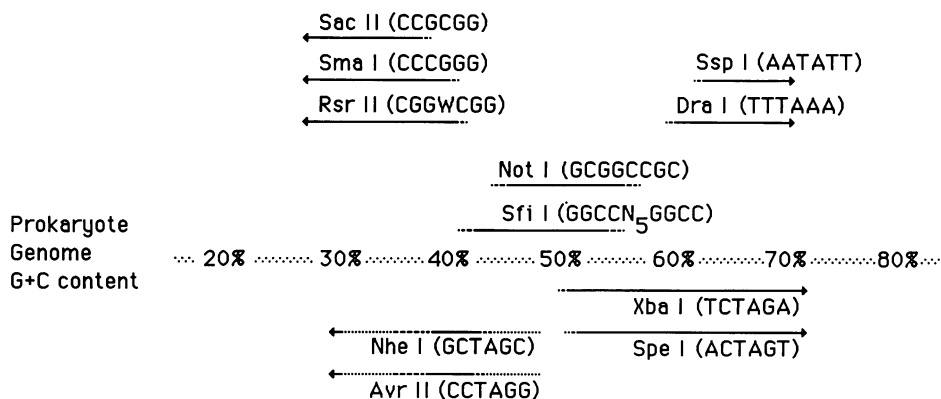 Sac II (CCGCGG)
Sma I (CCCGGG)
Ssp I (AATATT)
Rsr II (CGGWCGG)
Dra I (TTTAAA)
Not I (GCGGCCGC)
Sfi I (GGCCN5GGCC)
Prokaryote
Genome
G+C content
20% 30% 40% 50% 60% 70% 80%
Xba I (TCTAGA)
Nhe I (GCTAGC)
Spe I (ACTAGT)
Avr II (CCTAGG)